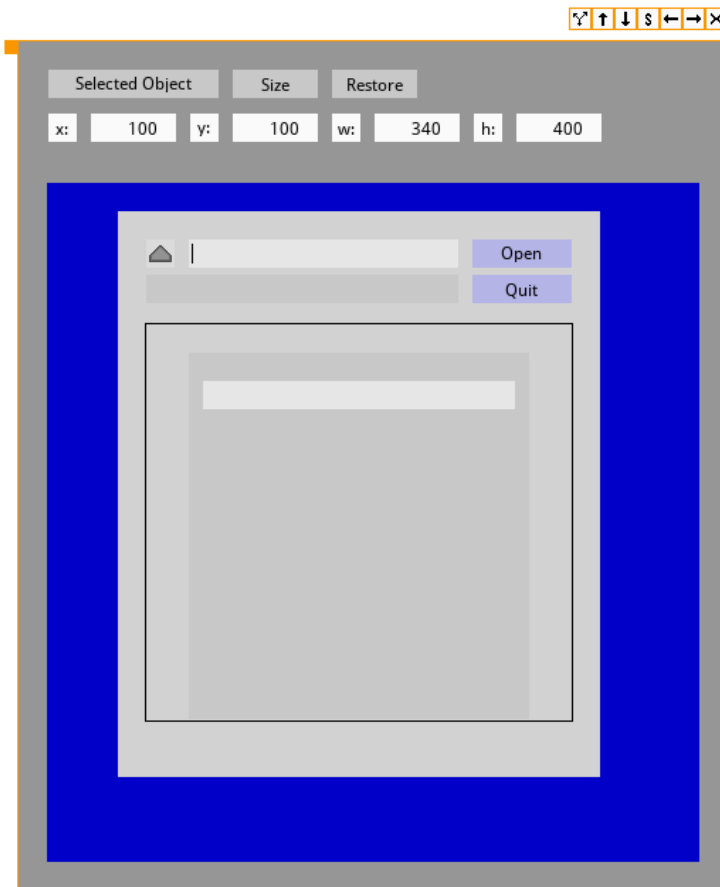 S
Selected Object Size Restore
x: 100 y: 100 w: 340 h: 400
Open
Quit